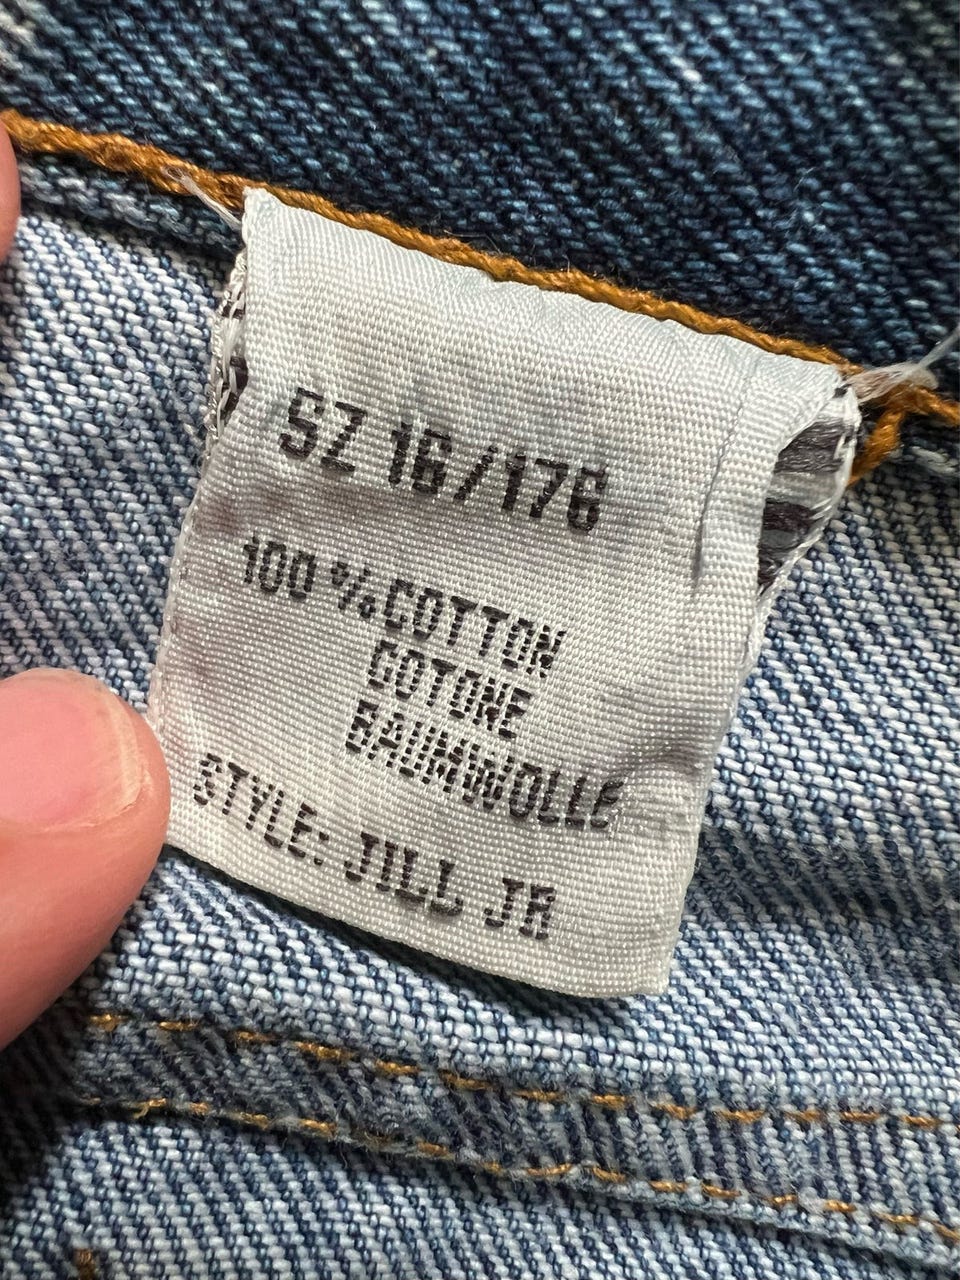 SZ 16/176
100 % COTTON
COTONE
BAUMWOLLE
STYLE: JILL JR